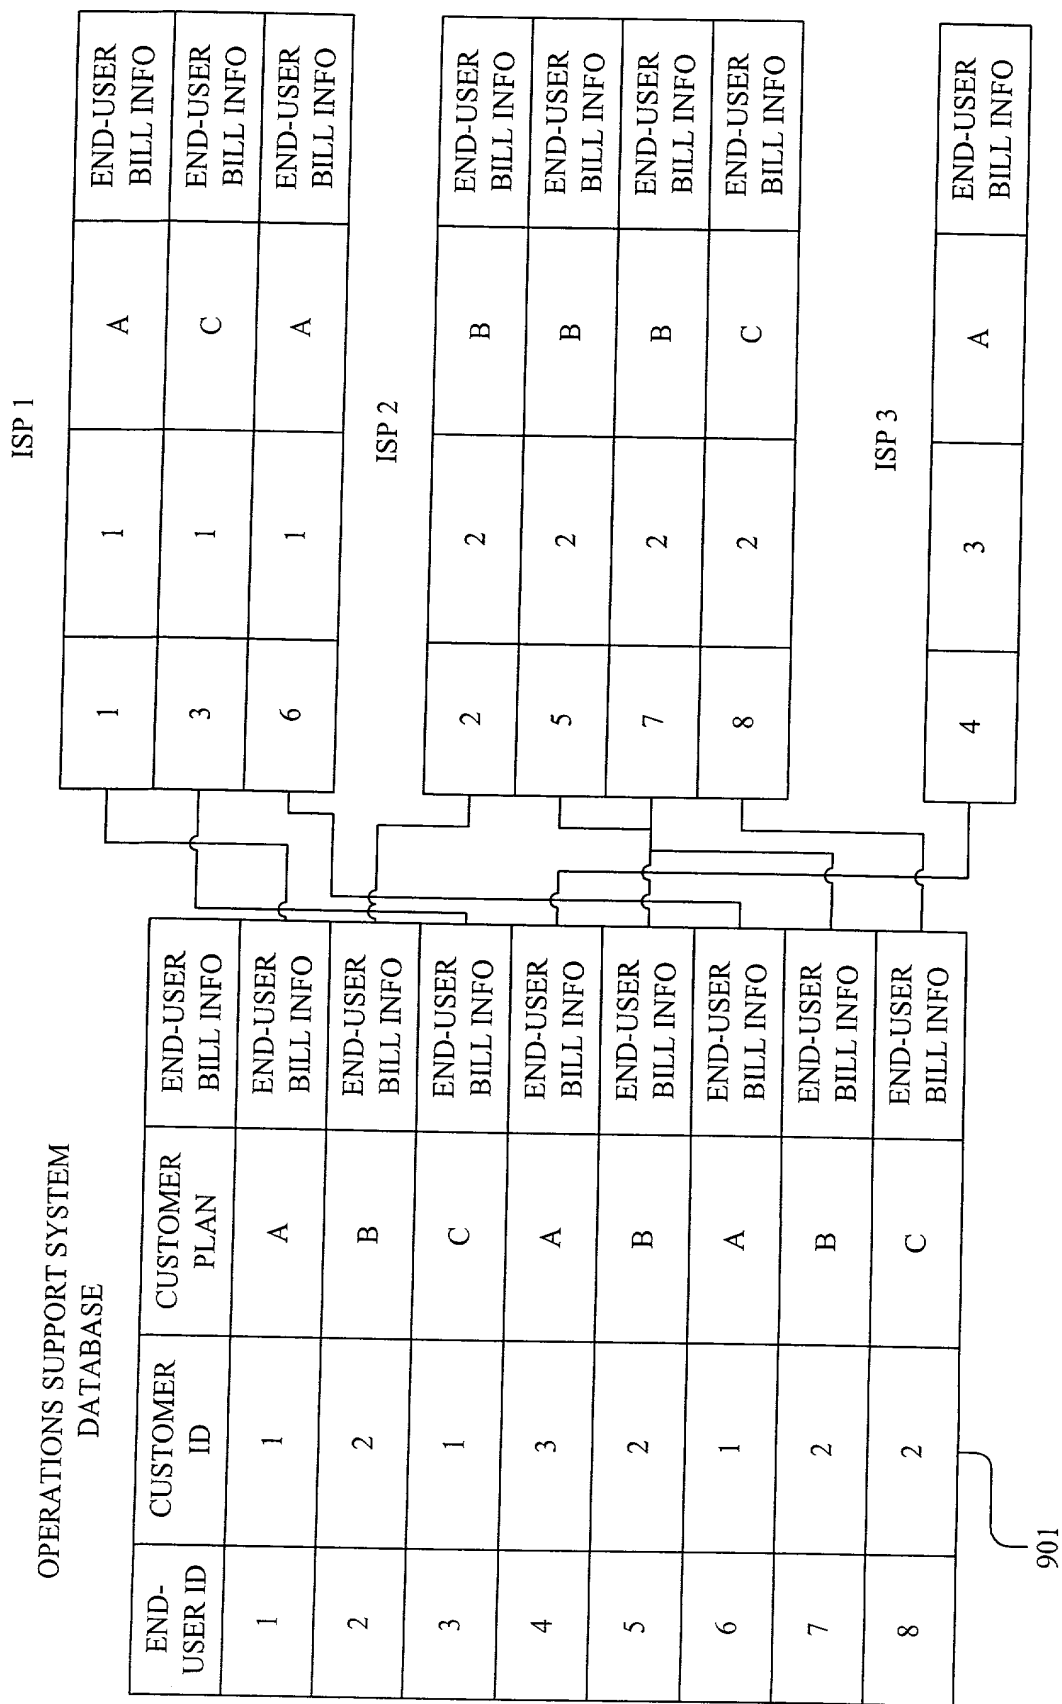 OPERATIONS SUPPORT SYSTEM
DATABASE
END-
USER ID
CUSTOMER
ID
CUSTOMER
PLAN
END-USER
BILL INFO
1
1
A
END-USER
BILL INFO
2
2
B
END-USER
BILL INFO
3
1
C
END-USER
BILL INFO
4
3
A
END-USER
BILL INFO
5
2
B
END-USER
BILL INFO
6
1
A
END-USER
BILL INFO
7
2
B
END-USER
BILL INFO
8
2
C
END-USER
BILL INFO
901
ISP 1
1
1
A
END-USER
BILL INFO
3
1
C
END-USER
BILL INFO
6
1
A
END-USER
BILL INFO
ISP 2
2
2
B
END-USER
BILL INFO
5
2
B
END-USER
BILL INFO
7
2
B
END-USER
BILL INFO
8
2
C
END-USER
BILL INFO
ISP 3
4
3
A
END-USER
BILL INFO